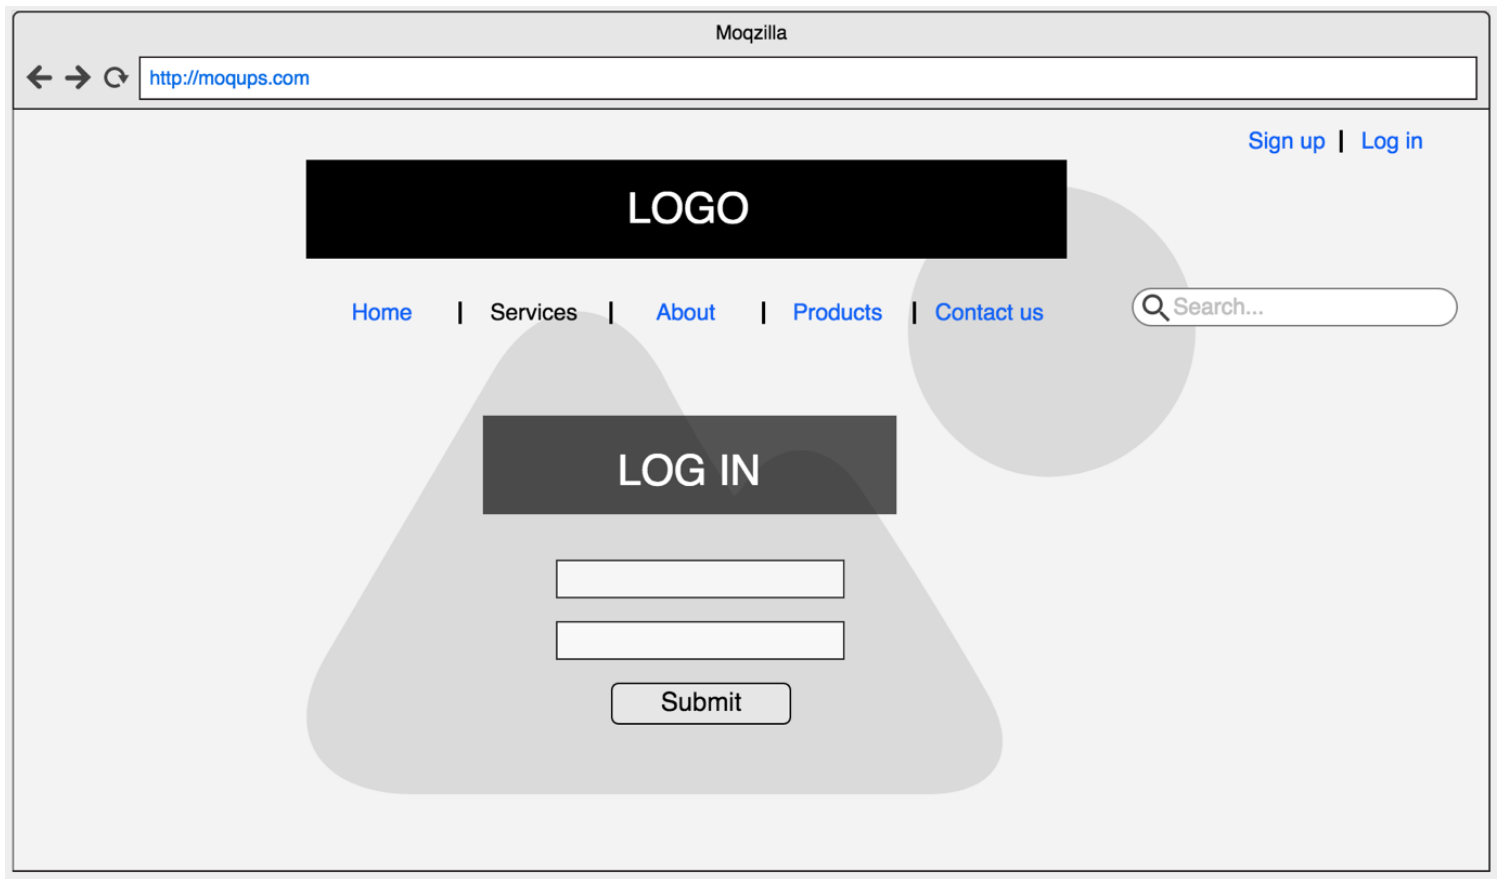 Moqzilla
http://moqups.com
Sign up | Log in
LOGO
Home | Services | About | Products | Contact us
Search...
LOG IN
Submit